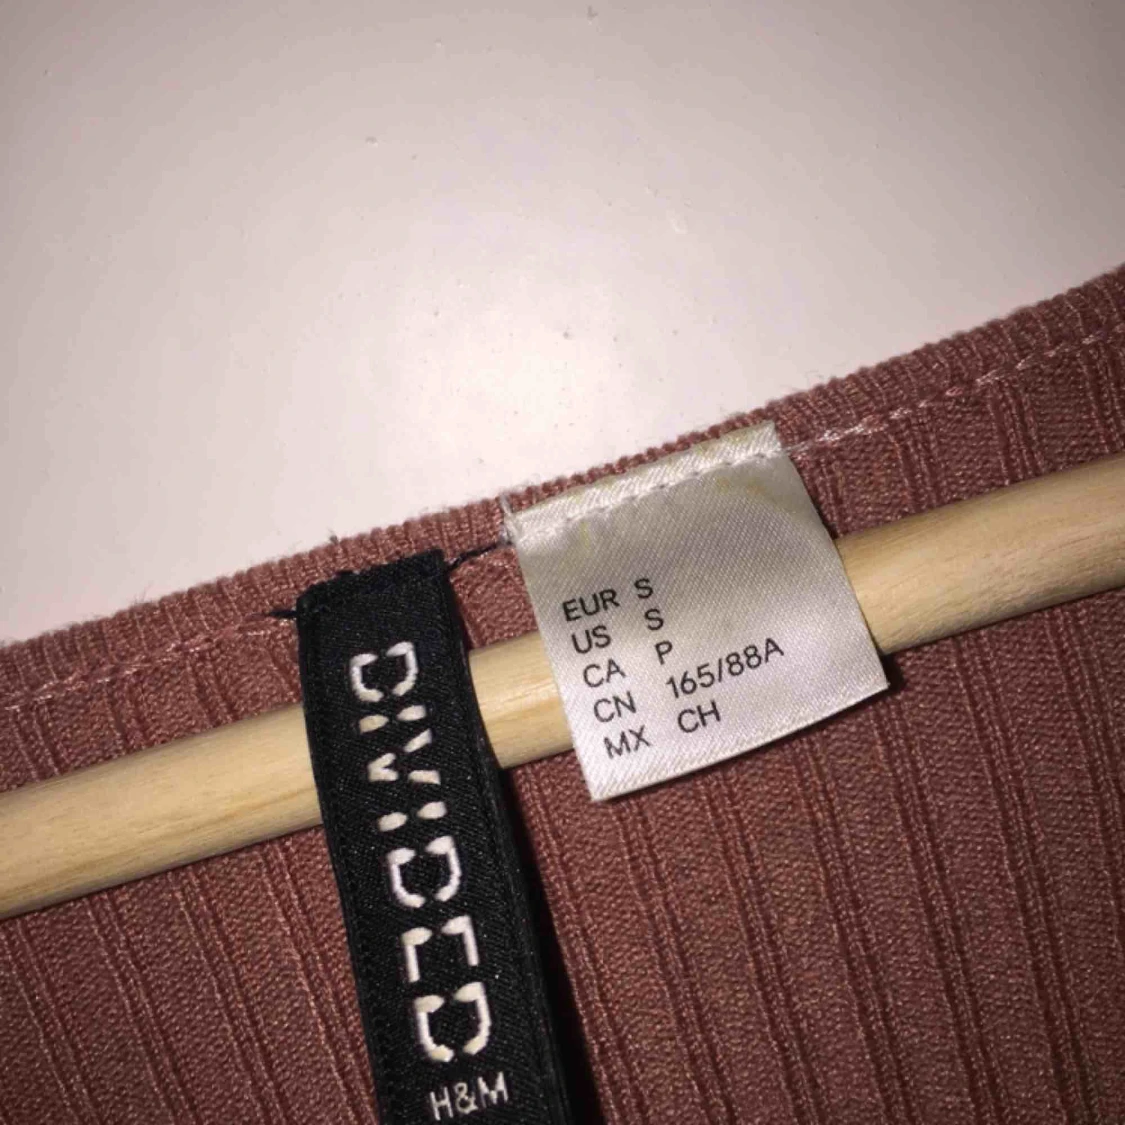 DIVIDED
H&M
EUR S
US S
CA P
CN 165/88A
MX CH